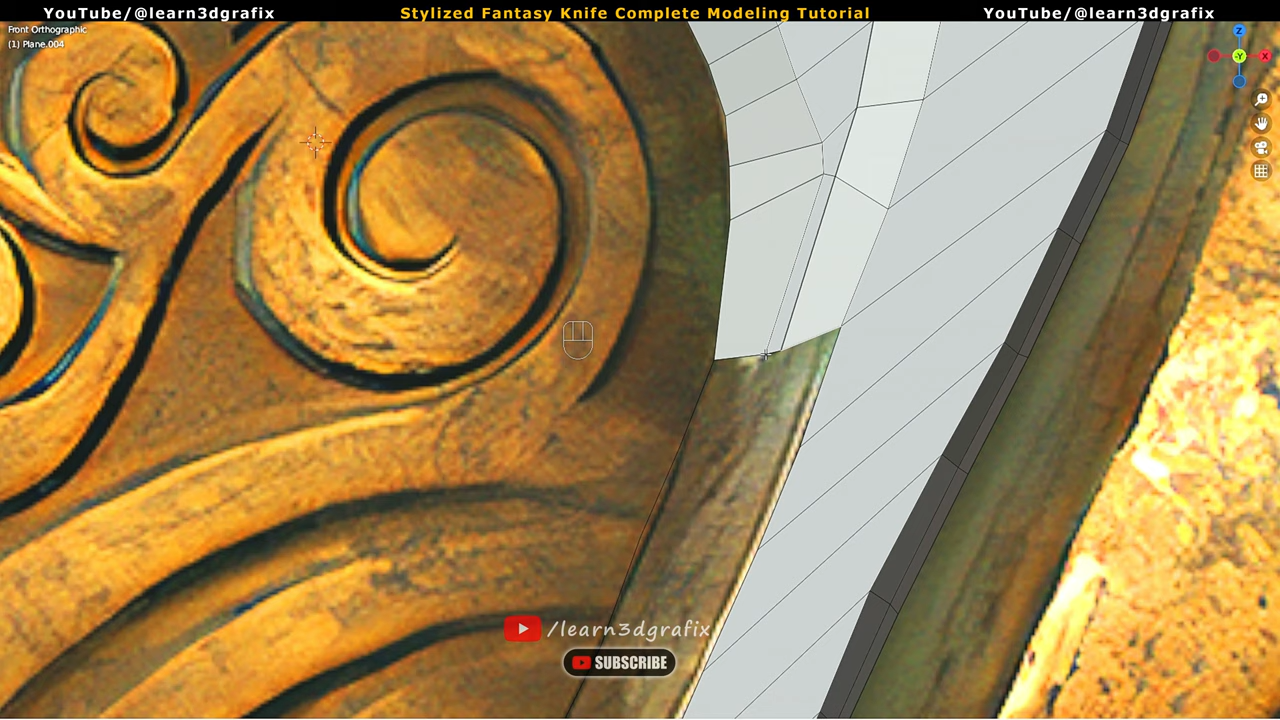 YouTube/@learn3dgrafix Stylized Fantasy Knife Complete Modeling Tutorial YouTube/@learn3dgrafix
Front Orthographic
(1) Plane.004
Z
Y
X
/learn3dgrafix
SUBSCRIBE